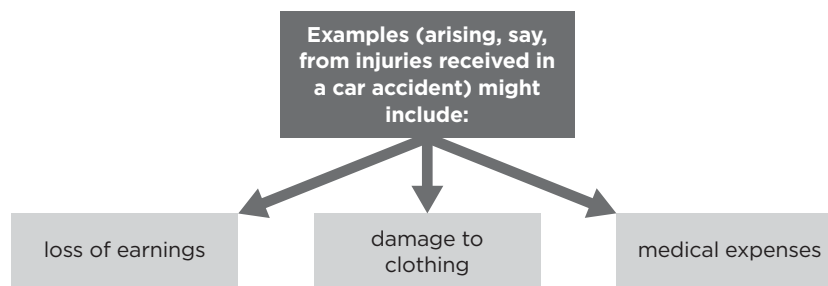 Examples (arising, say,
from injuries received in
a car accident) might
include:
loss of earnings
damage to
clothing
medical expenses